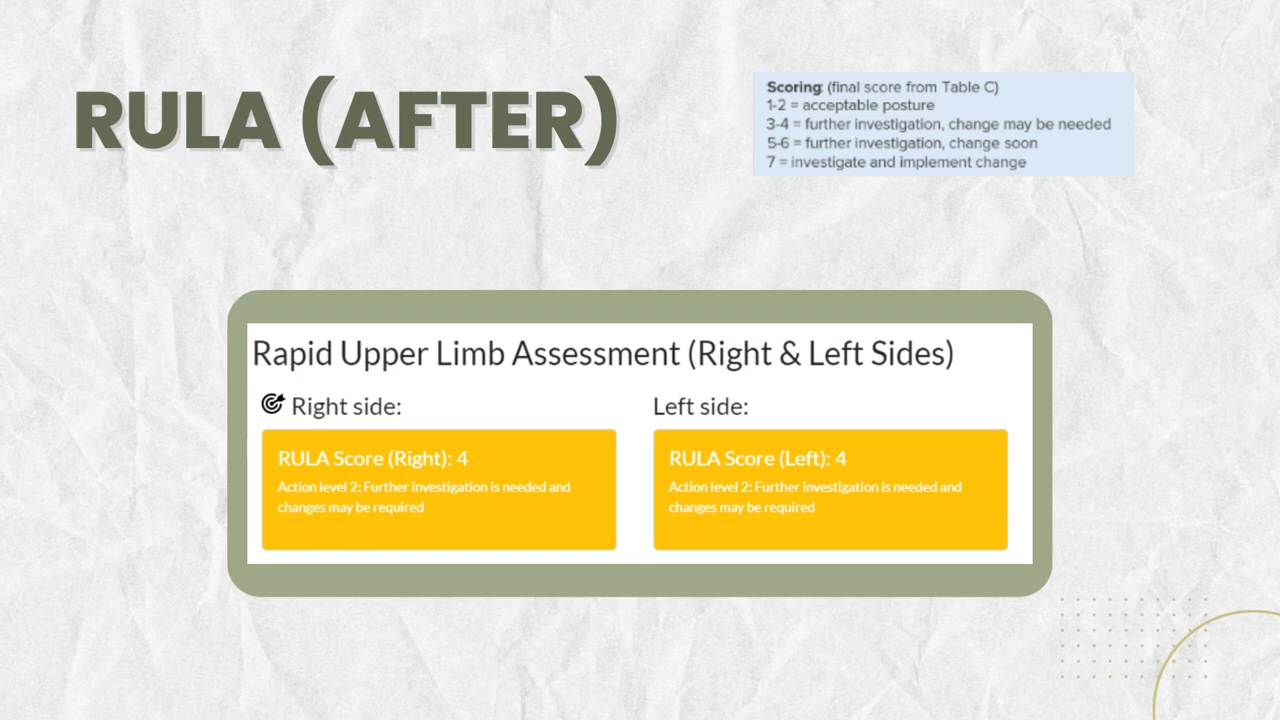 RULA (AFTER)
Scoring: (final score from Table C)
1-2 = acceptable posture
3-4 = further investigation, change may be needed
5-6 = further investigation, change soon
7 = investigate and implement change
Rapid Upper Limb Assessment (Right & Left Sides)
Right side:
RULA Score (Right): 4
Action level 2: Further investigation is needed and
changes may be required
Left side:
RULA Score (Left): 4
Action level 2: Further investigation is needed and
changes may be required